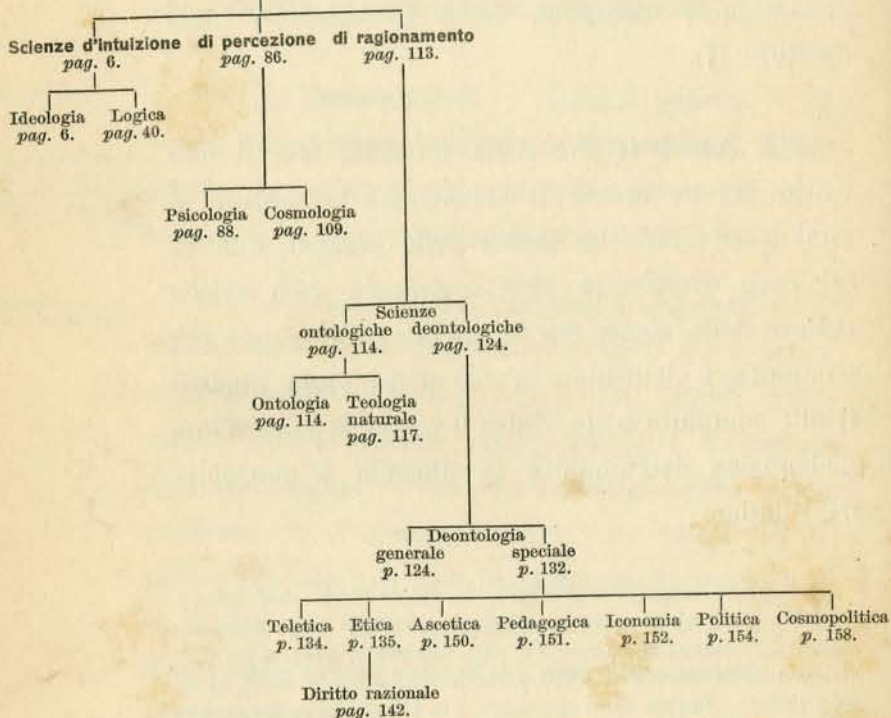 Scienze d'intuizione di percezione di ragionamento
pag. 6. pag. 86. pag. 113.
Ideologia Logica
pag. 6. pag. 40.
Psicologia Cosmologia
pag. 88. pag. 109.
Scienze
ontologiche deontologiche
pag. 114. pag. 124.
Ontologia Teologia
pag. 114. naturale
pag. 117.
Deontologia
generale speciale
p. 124. p. 132.
Teletica Etica Ascetica Pedagogica Iconomia Politica Cosmopolitica
p. 134. p. 135. p. 150. p. 151. p. 152. p. 154. p. 158.
Diritto razionale
pag. 142.